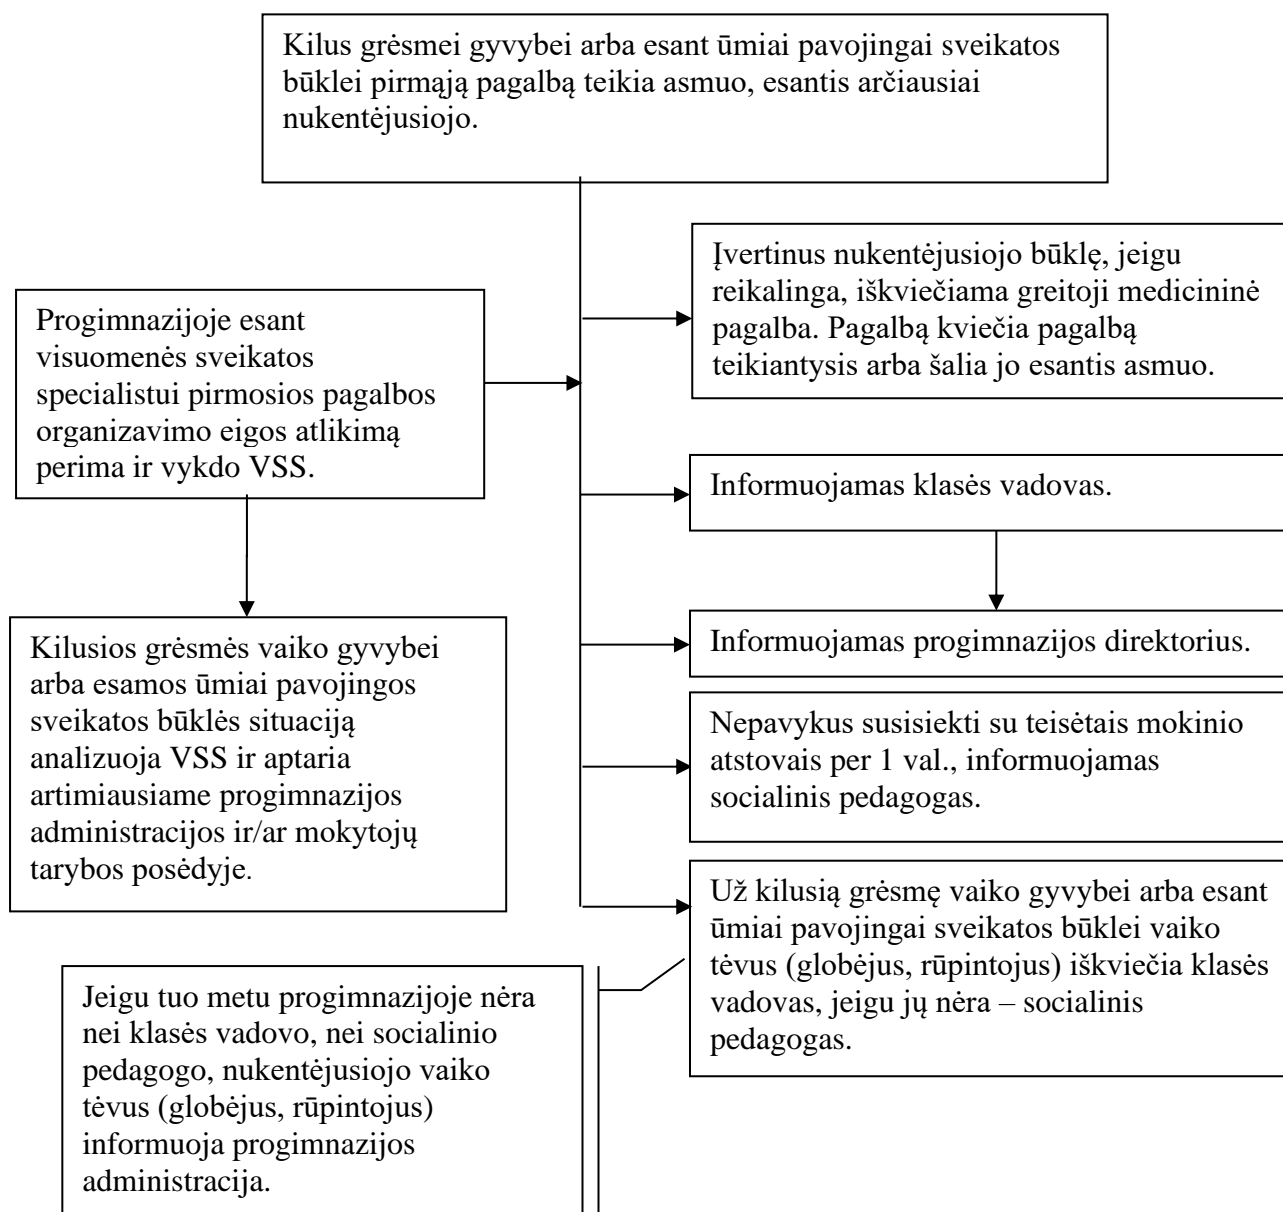 Kilus grėsmei gyvybei arba esant ūmiai pavojingai sveikatos
būklei pirmąją pagalbą teikia asmuo, esantis arčiausiai
nukentėjusiojo.
Įvertinus nukentėjusiojo būklę, jeigu
reikalinga, iškviečiama greitoji medicininė
pagalba. Pagalbą kviečia pagalbą
teikiantysis arba šalia jo esantis asmuo.
Progimnazijoje esant
visuomenės sveikatos
specialistui pirmosios pagalbos
organizavimo eigos atlikimą
perima ir vykdo VSS.
Informuojamas klasės vadovas.
Informuojamas progimnazijos direktorius.
Kilusios grėsmės vaiko gyvybei
arba esamos ūmiai pavojingos
sveikatos būklės situaciją
analizuoja VSS ir aptaria
artimiausiame progimnazijos
administracijos ir/ar mokytojų
tarybos posėdyje.
Nepavykus susisiekti su teisėtais mokinio
atstovais per 1 val., informuojamas
socialinis pedagogas.
Už kilusią grėsmę vaiko gyvybei arba esant
ūmiai pavojingai sveikatos būklei vaiko
tėvus (globėjus, rūpintojus) iškviečia klasės
vadovas, jeigu jų nėra – socialinis
pedagogas.
Jeigu tuo metu progimnazijoje nėra
nei klasės vadovo, nei socialinio
pedagogo, nukentėjusiojo vaiko
tėvus (globėjus, rūpintojus)
informuoja progimnazijos
administracija.